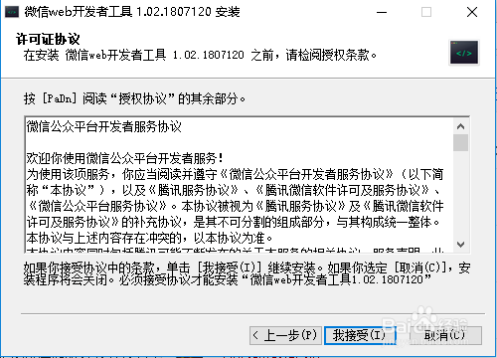 微信web开发者工具 1.02.1807120 安装
许可证协议
在安装 微信web开发者工具 1.02.1807120 之前，请检阅授权条款。
按 [PgDn] 阅读“授权协议”的其余部分。
微信公众平台开发者服务协议
欢迎你使用微信公众平台开发者服务！
为使用该项服务，你应当阅读并遵守《微信公众平台开发者服务协议》（以下简
称“本协议”），以及《腾讯服务协议》、《腾讯微信软件许可及服务协议》、
《微信公众平台服务协议》。本协议被视为《腾讯服务协议》及《腾讯微信软件
许可及服务协议》的补充协议，是其不可分割的组成部分，与其构成统一整体。
本协议与上述内容存在冲突的，以本协议为准。
如果你接受协议中的条款，单击 [我接受(I)] 继续安装。如果你选定 [取消(C)]，安
装程序将会关闭。必须接受协议才能安装“微信web开发者工具1.02.1807120”
< 上一步(P)
我接受(I)
取消(C)